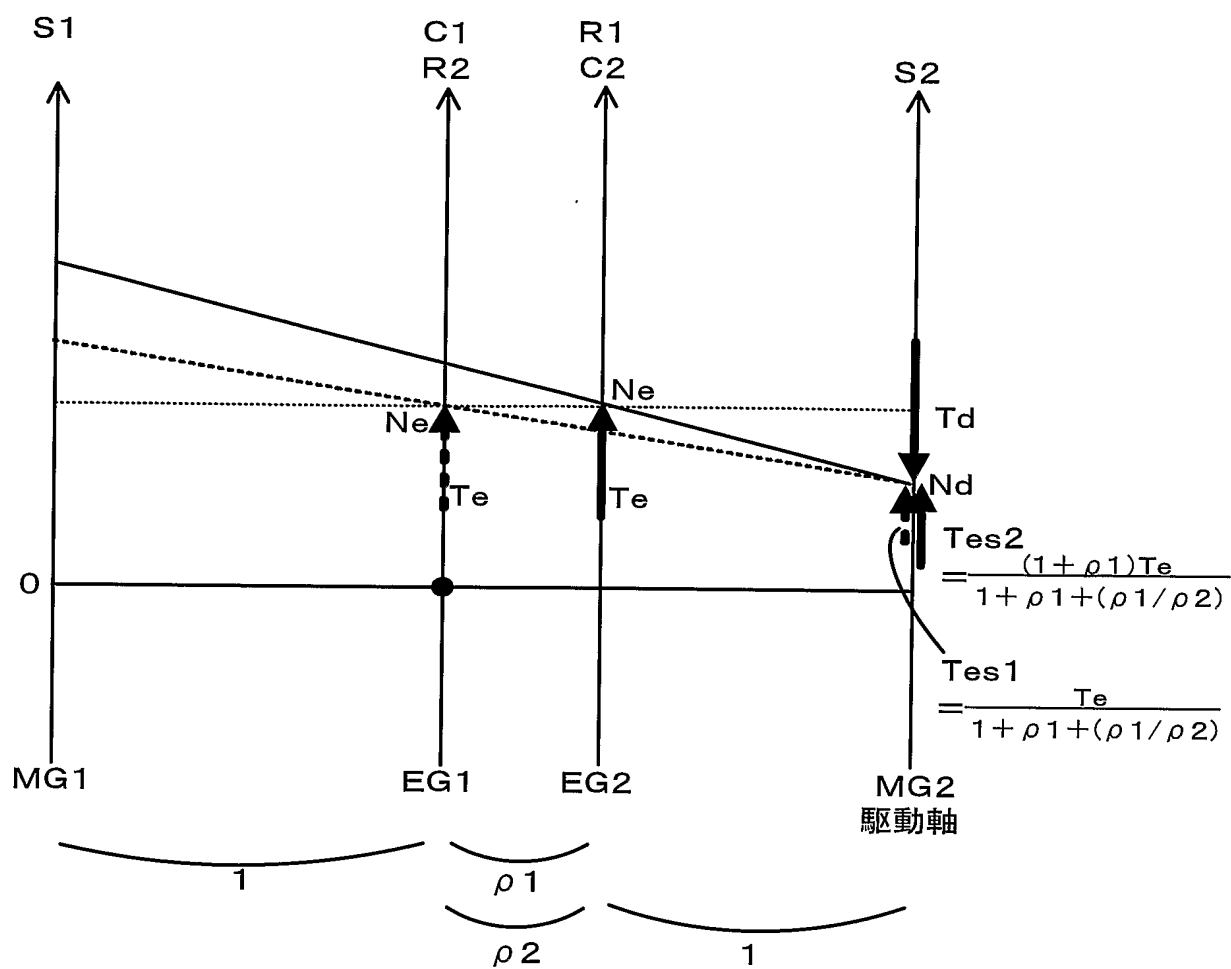 S1
C1
R2
R1
C2
S2
Ne
Ne
Td
Te
Te
Nd
Tes2
=(1+ρ1)Te
1+ρ1+(ρ1/ρ2)
0
Tes1
=Te
1+ρ1+(ρ1/ρ2)
MG1
EG1
EG2
MG2
駆動軸
1
ρ1
ρ2
1